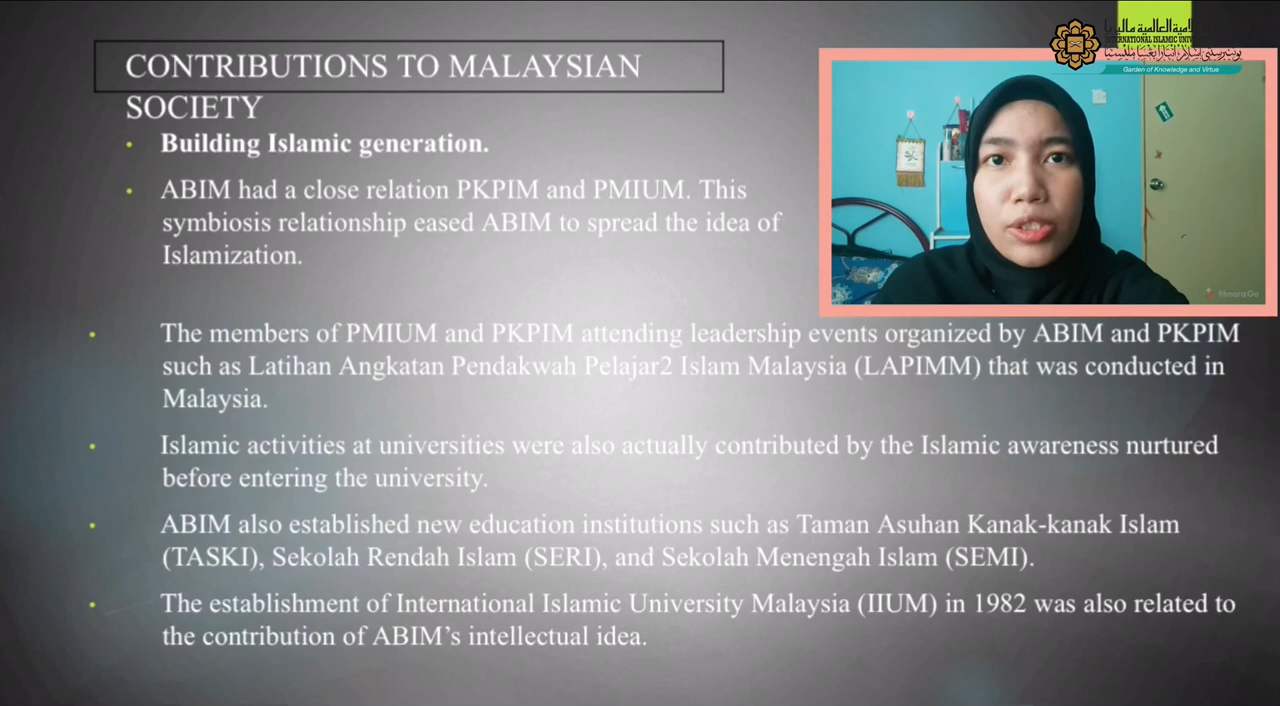 CONTRIBUTIONS TO MALAYSIAN
SOCIETY
Building Islamic generation.
ABIM had a close relation PKPIM and PMIUM. This
symbiosis relationship eased ABIM to spread the idea of
Islamization.
The members of PMIUM and PKPIM attending leadership events organized by ABIM and PKPIM
such as Latihan Angkatan Pendakwah Pelajar2 Islam Malaysia (LAPIMM) that was conducted in
Malaysia.
Islamic activities at universities were also actually contributed by the Islamic awareness nurtured
before entering the university.
ABIM also established new education institutions such as Taman Asuhan Kanak-kanak Islam
(TASKI), Sekolah Rendah Islam (SERI), and Sekolah Menengah Islam (SEMI).
The establishment of International Islamic University Malaysia (IIUM) in 1982 was also related to
the contribution of ABIM’s intellectual idea.
الإسلامية العالمية ماليزيا
INTERNATIONAL ISLAMIC
Garden of Knowledge and Virtue
FilmoraGo